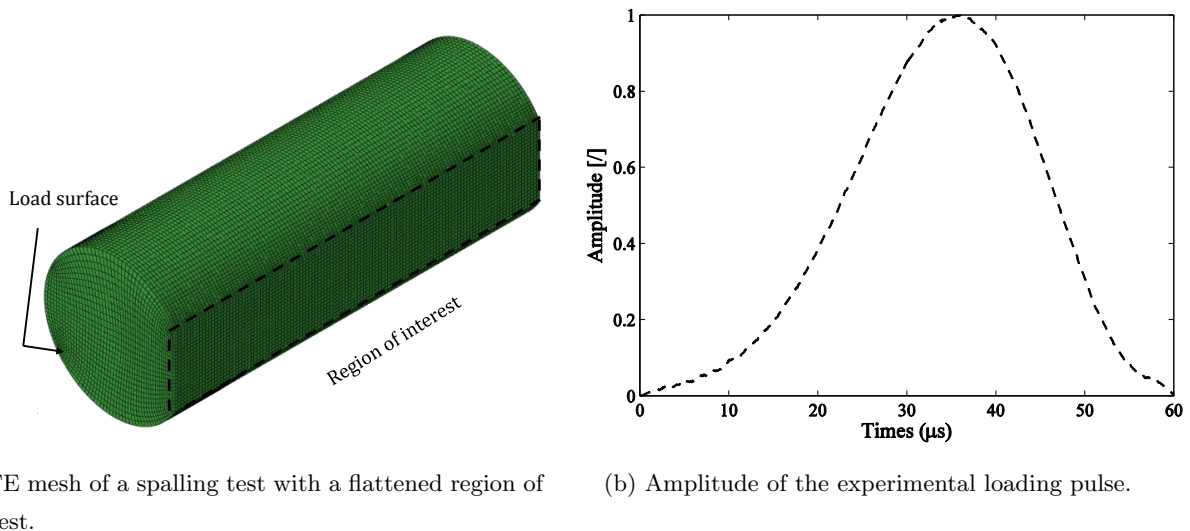 Load surface
Region of interest
Amplitude [/]
1
0.8
0.6
0.4
0.2
0
0 10 20 30 40 50 60
Times (μs)
FE mesh of a spalling test with a flattened region of
est.
(b) Amplitude of the experimental loading pulse.